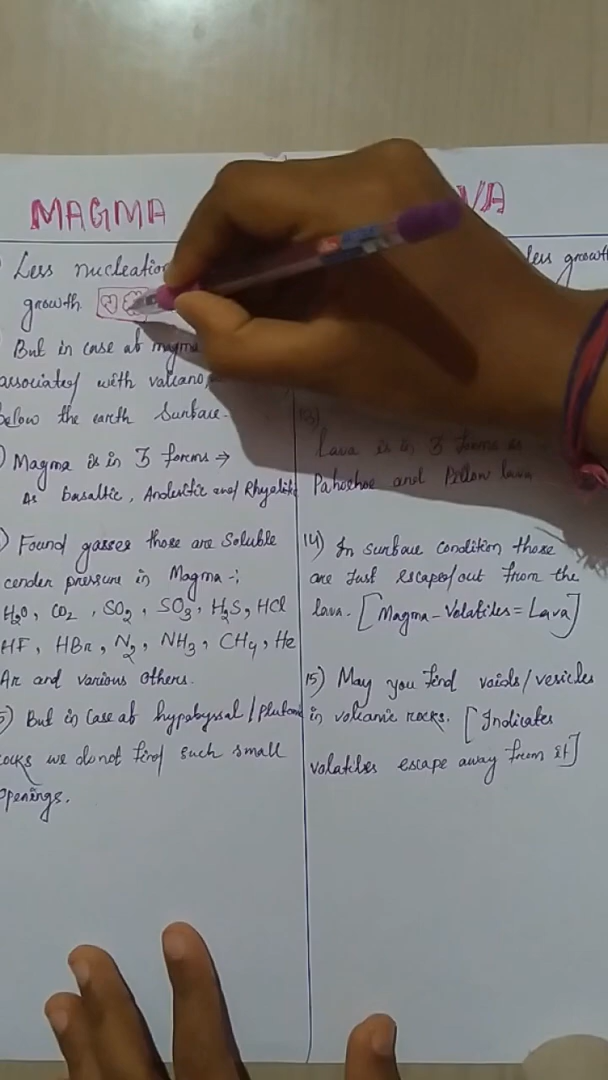 MAGMA
VA
Less nucleation
growth.
But in case of magma
associated with volcano,
below the earth Surface.
Magma is in 3 forms →
As basaltic, Andesitic and Rhyolitic
Found gasses those are Soluble
under pressure in Magma -;
H₂O, CO₂, SO₂, SO₃, H₂S, HCl
HF, HBr, N₂, NH₃, CH₄, He
Ar and various others.
5) But in Case of hypabyssal/Plutonic
rocks we do not find such small
openings.
less growth
13)
Lava is in 3 forms as
Pahoehoe and Pillow lava
14) In surface condition those
are Just escaped/out from the
lava. [Magma-Volatiles = Lava]
15) May you find voids/vesicles
in volcanic rocks. [Indicates
volatiles escape away from it]